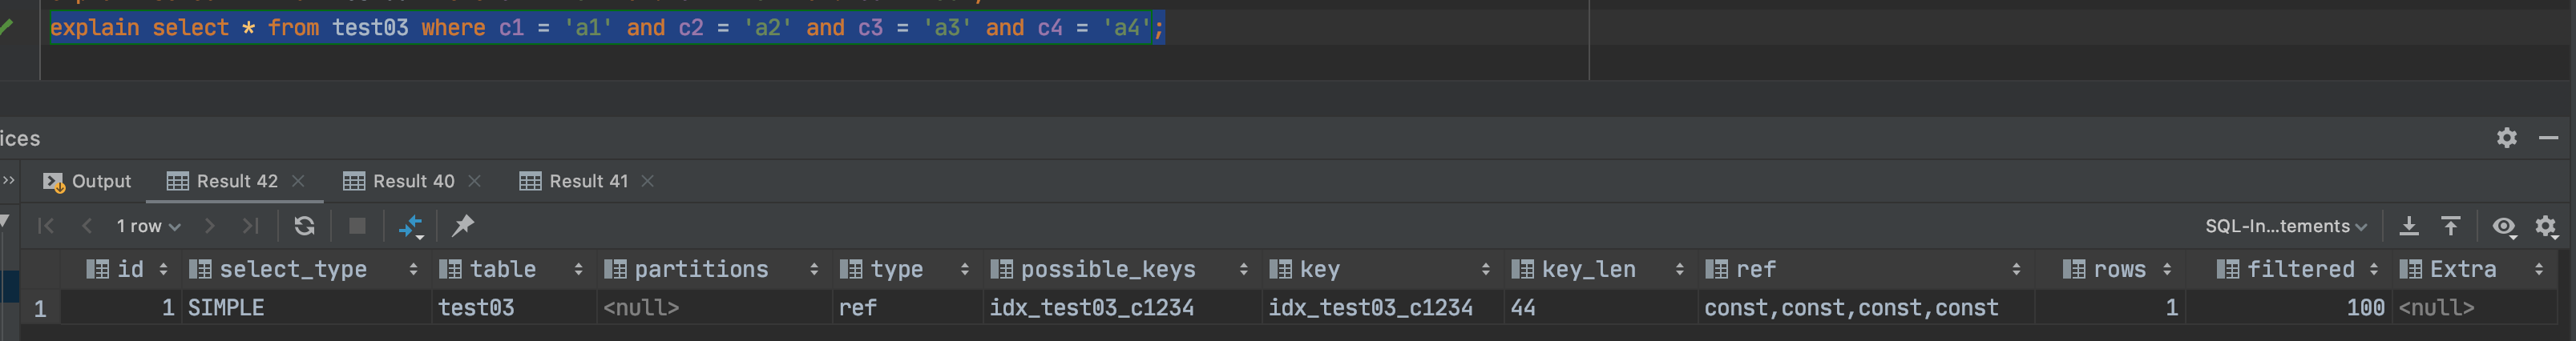 explain select * from test03 where c1 = 'a1' and c2 = 'a2' and c3 = 'a3' and c4 = 'a4';
ices
Output Result 42 Result 40 Result 41
1 row SQL-In...tements
id select_type table partitions type possible_keys key key_len ref rows filtered Extra
1 1 SIMPLE test03 <null> ref idx_test03_c1234 idx_test03_c1234 44 const,const,const,const 1 100 <null>